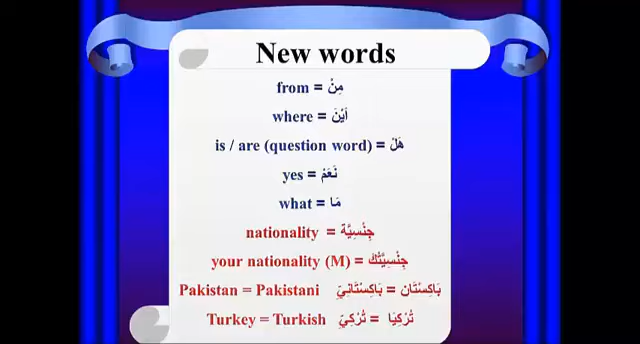 New words
from = مِنْ
where = اَيْنَ
is / are (question word) = هَلْ
yes = نَعَمْ
what = مَا
nationality = جِنْسِيَّة
your nationality (M) = جِنْسِيَّتُكَ
Pakistan = Pakistani بَاكِسْتَان = بَاكِسْتَانِيّ
Turkey = Turkish تُرْكِيَا = تُرْكِيّ